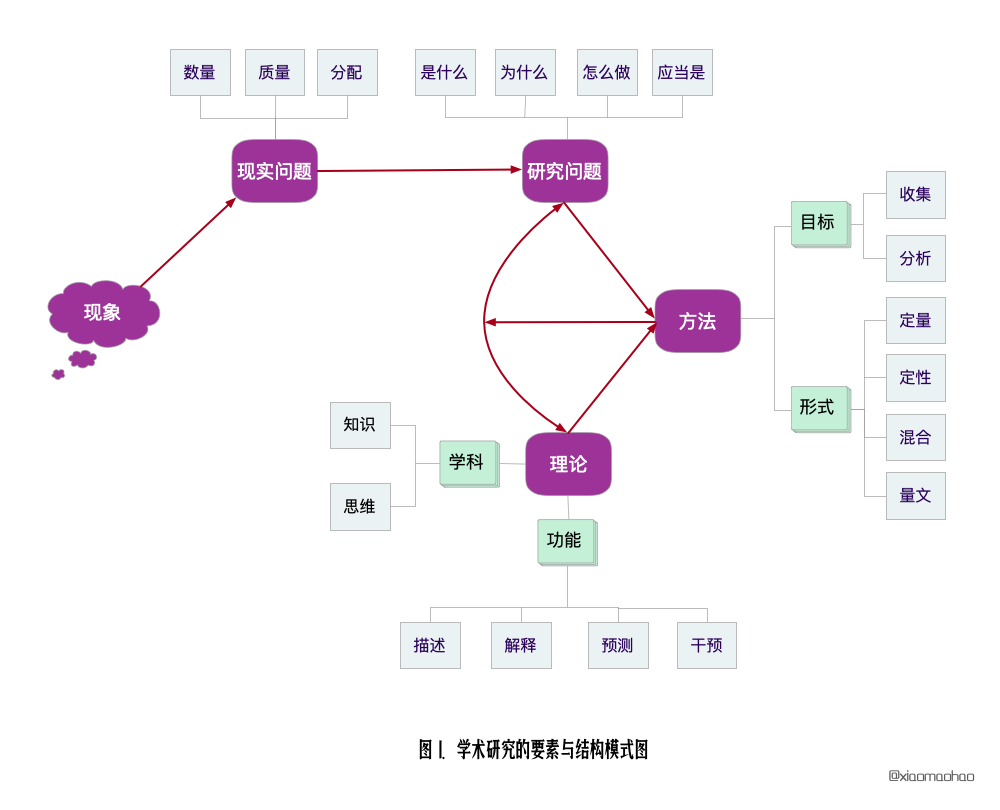 数量 质量 分配 是什么 为什么 怎么做 应当是
现实问题 研究问题
收集
目标
分析
现象 方法
定量
定性
形式
知识
混合
学科 理论
量文
思维
功能
描述 解释 预测 干预
图 1. 学术研究的要素与结构模式图
@xiaomaohao